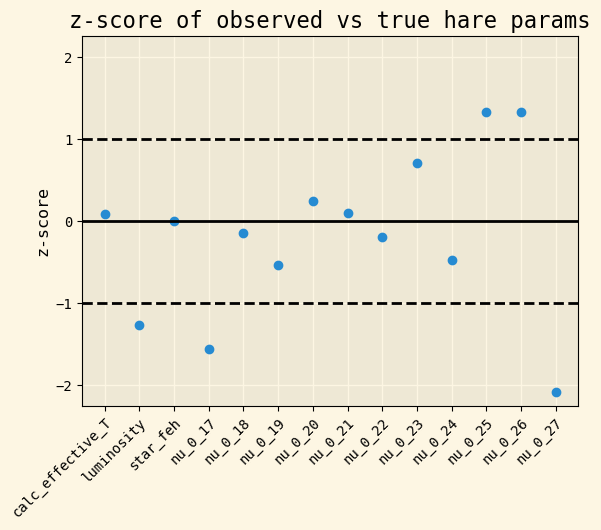 z-score of observed vs true hare params
2
1
0
−1
−2
z-score
calc_effective_T
luminosity
star_feh
nu_0_17
nu_0_18
nu_0_19
nu_0_20
nu_0_21
nu_0_22
nu_0_23
nu_0_24
nu_0_25
nu_0_26
nu_0_27